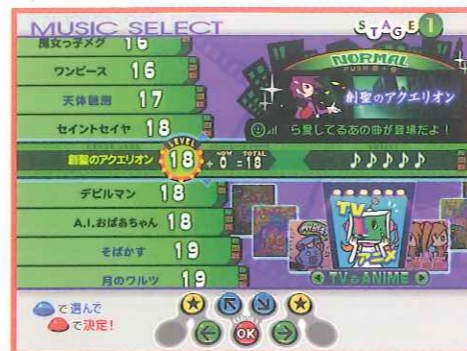 MUSIC SELECT
STAGE 1
魔女っ子メグ 16
ワンピース 16
天体観測 17
セイントセイヤ 18
創聖のアクエリオン LEVEL 18 + NOW 0 = TOTAL 18
♪♪♪♪♪
デビルマン 18
A.I.おばあちゃん 18
そばかす 19
月のワルツ 19
NORMAL
創聖のアクエリオン
ら愛してるあの曲が登場だよ!
TV
アニメ
TV&ANIME
で選んで
で決定!
OK